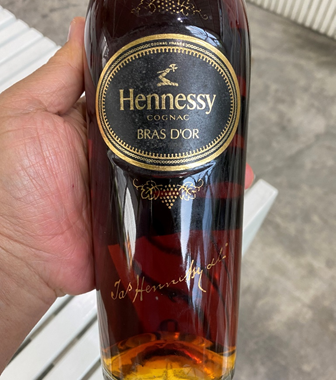 Hennessy
COGNAC
BRAS D'OR
Jas Hennessy & Co